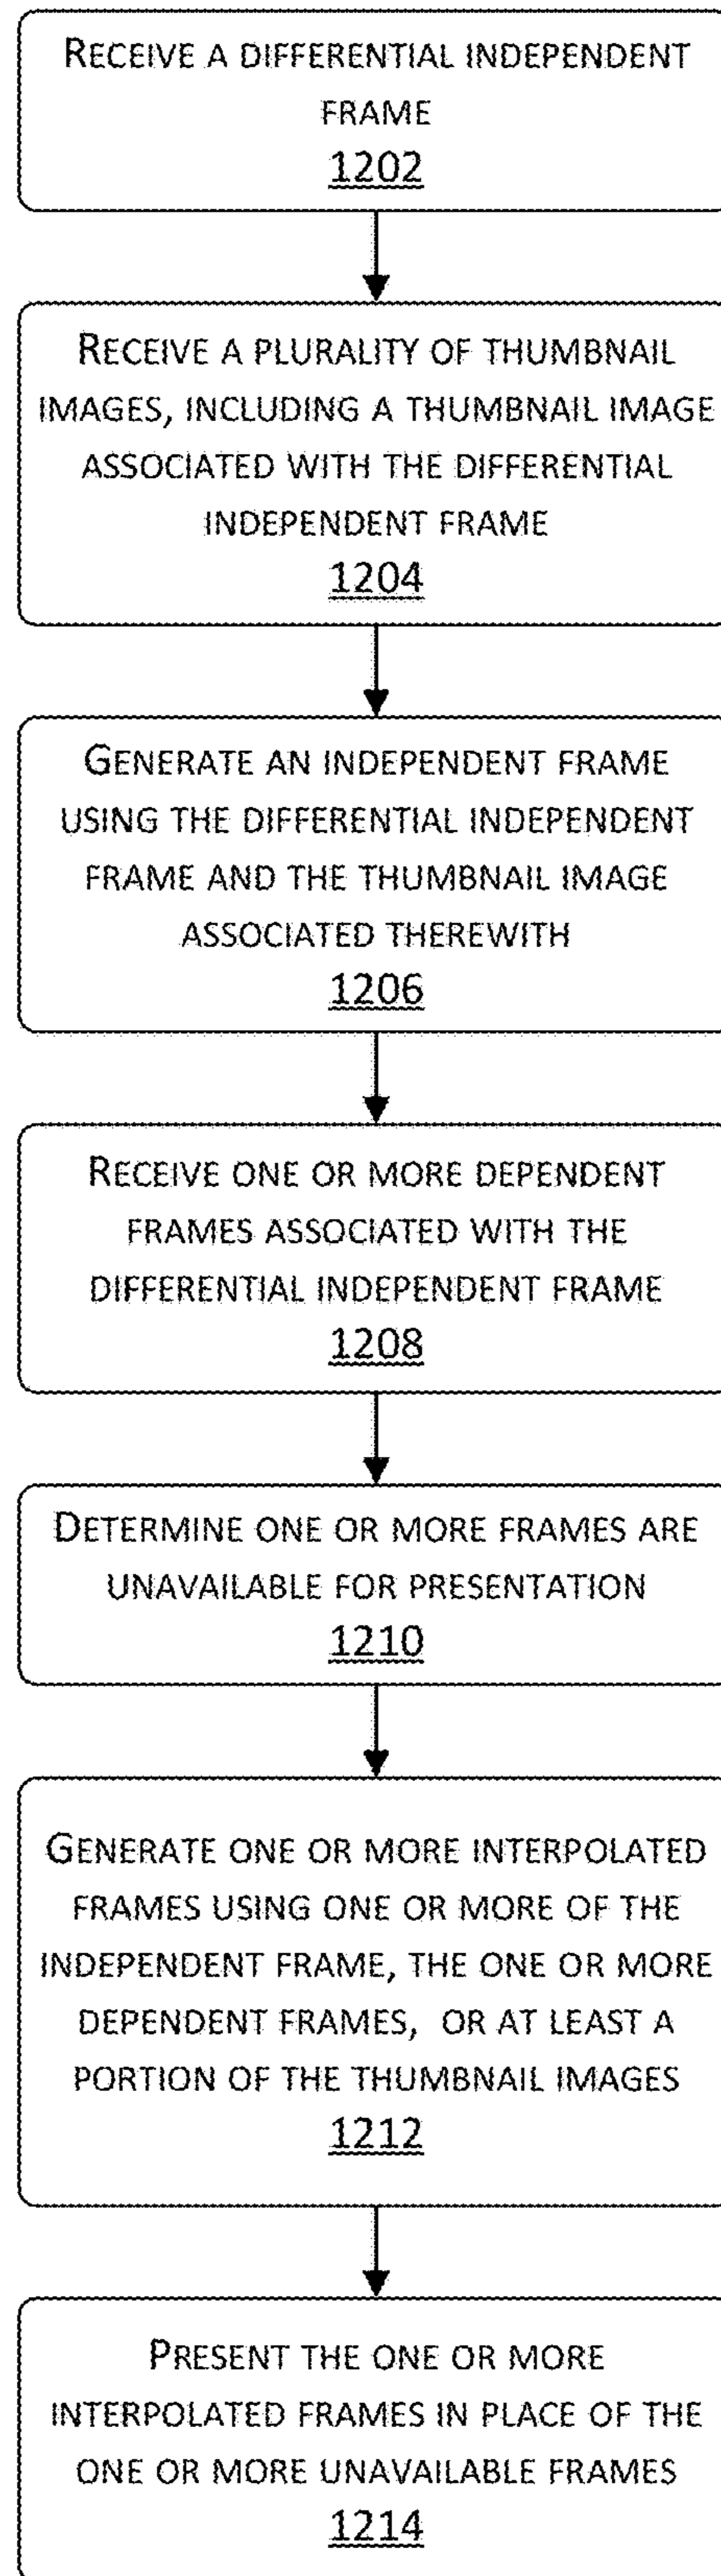 RECEIVE A DIFFERENTIAL INDEPENDENT
FRAME
1202
RECEIVE A PLURALITY OF THUMBNAIL
IMAGES, INCLUDING A THUMBNAIL IMAGE
ASSOCIATED WITH THE DIFFERENTIAL
INDEPENDENT FRAME
1204
GENERATE AN INDEPENDENT FRAME
USING THE DIFFERENTIAL INDEPENDENT
FRAME AND THE THUMBNAIL IMAGE
ASSOCIATED THEREWITH
1206
RECEIVE ONE OR MORE DEPENDENT
FRAMES ASSOCIATED WITH THE
DIFFERENTIAL INDEPENDENT FRAME
1208
DETERMINE ONE OR MORE FRAMES ARE
UNAVAILABLE FOR PRESENTATION
1210
GENERATE ONE OR MORE INTERPOLATED
FRAMES USING ONE OR MORE OF THE
INDEPENDENT FRAME, THE ONE OR MORE
DEPENDENT FRAMES, OR AT LEAST A
PORTION OF THE THUMBNAIL IMAGES
1212
PRESENT THE ONE OR MORE
INTERPOLATED FRAMES IN PLACE OF THE
ONE OR MORE UNAVAILABLE FRAMES
1214